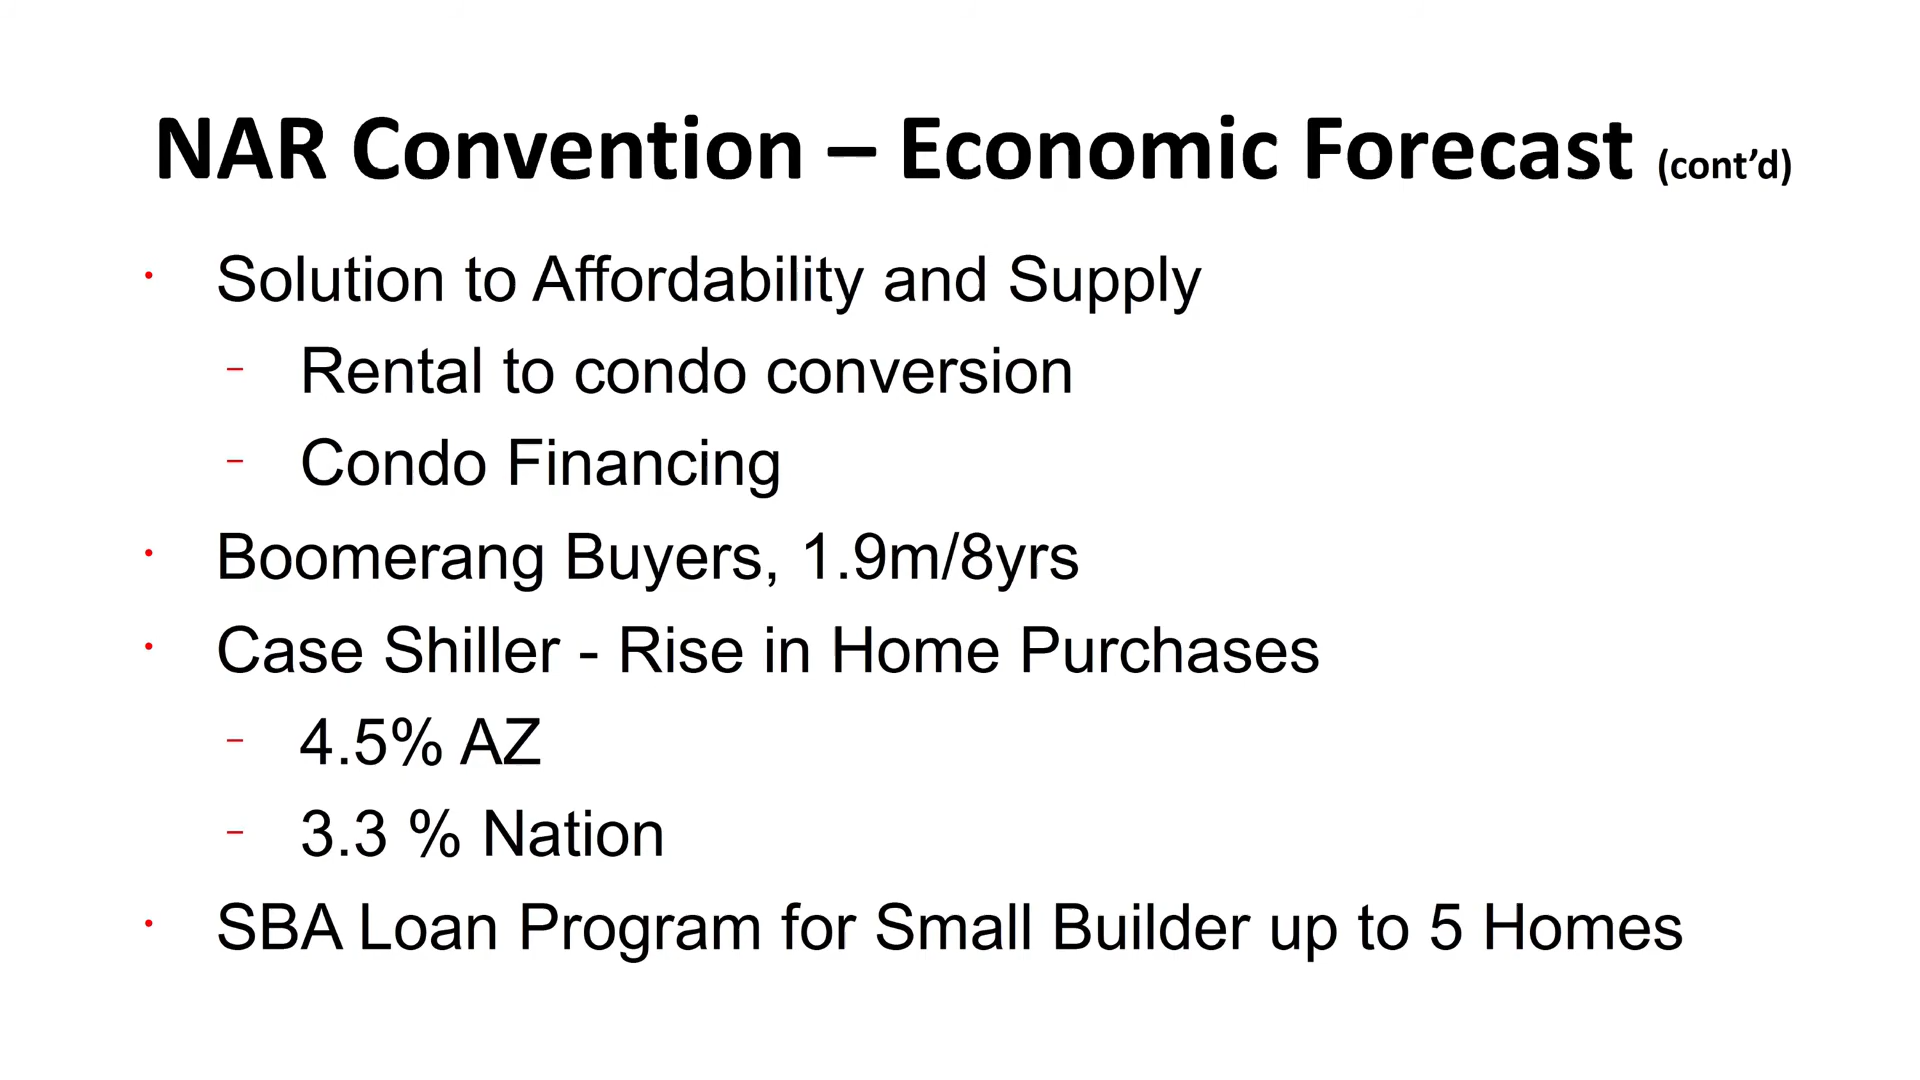 NAR Convention – Economic Forecast (cont’d)
• Solution to Affordability and Supply
– Rental to condo conversion
– Condo Financing
• Boomerang Buyers, 1.9m/8yrs
• Case Shiller - Rise in Home Purchases
– 4.5% AZ
– 3.3 % Nation
• SBA Loan Program for Small Builder up to 5 Homes